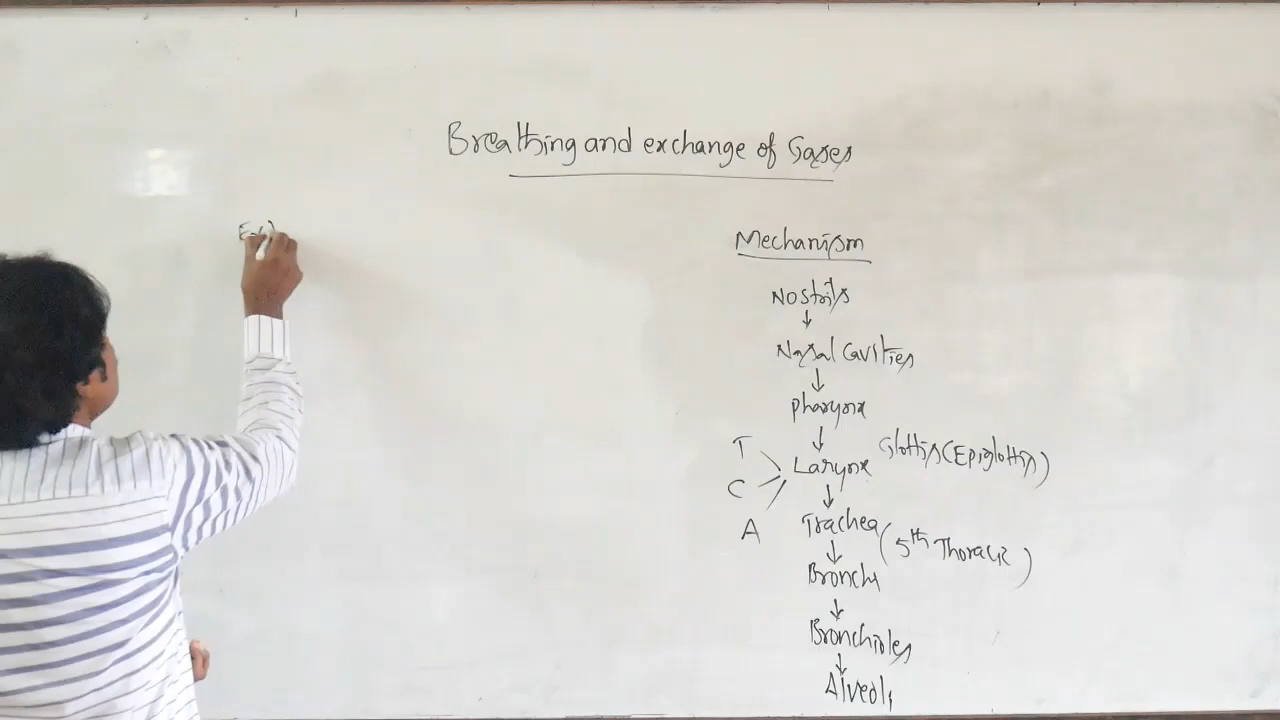 Breathing and exchange of Gases
Mechanism
Nostrils
↓
Nasal Cavities
↓
Pharynx
↓
T
C
A
Larynx Glottis (Epiglottis)
↓
Trachea (5th Thoracic)
↓
Bronchi
↓
Bronchioles
↓
Alveoli